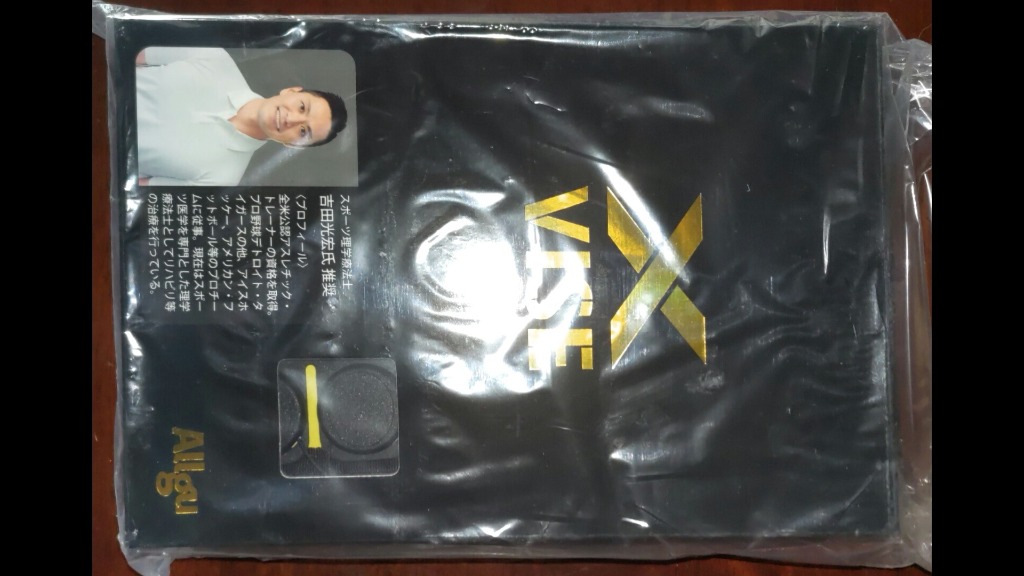 X
スポーツ理学療法士
吉田光宏氏 推奨
〈プロフィール〉
全米公認アスレチック・
トレーナーの資格を取得。
プロ野球デトロイト・タ
イガースの他、アイスホ
ッケー、アメリカン・フ
ットボール等のプロチー
ムに従事。現在はスポー
ツ医学を専門とした理学
療法士としてリハビリ等
の治療を行っている。
Allgu